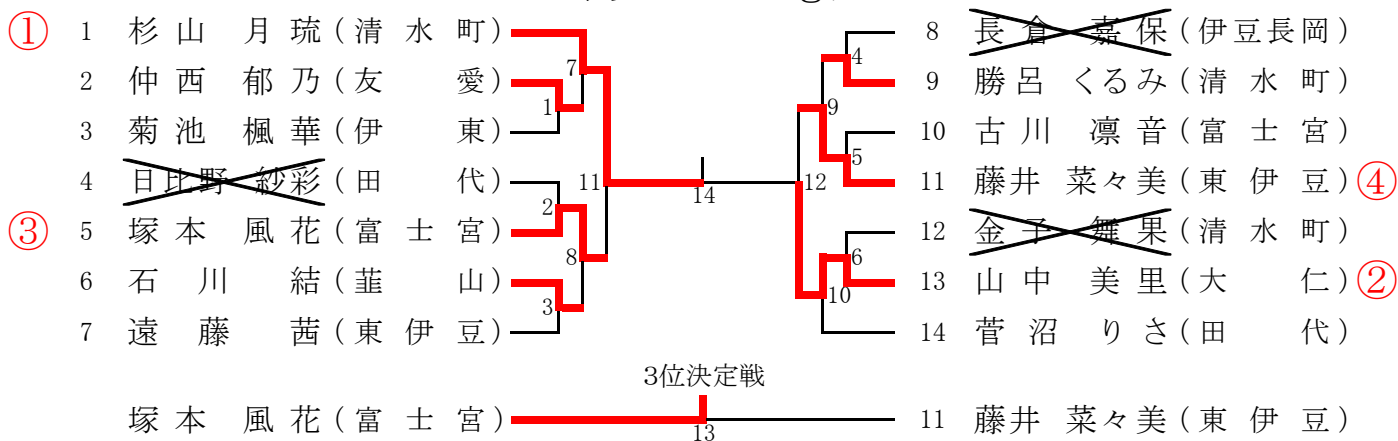 ① 1 杉山 月琉(清水町)
2 仲西 郁乃(友 愛)
3 菊池 楓華(伊 東)
4 日比野 紗彩(田 代)
③ 5 塚本 風花(富士宮)
6 石川 結(韮 山)
7 遠藤 茜(東伊豆)
7
1
2
8
3
11
14
12
4
9
5
6
10
8 長倉 嘉保(伊豆長岡)
9 勝呂 くるみ(清水町)
10 古川 凛音(富士宮)
11 藤井 菜々美(東伊豆) ④
12 金子 舞果(清水町)
13 山中 美里(大 仁) ②
14 菅沼 りさ(田 代)
3位決定戦
塚本 風花(富士宮) 13 11 藤井 菜々美(東伊豆)